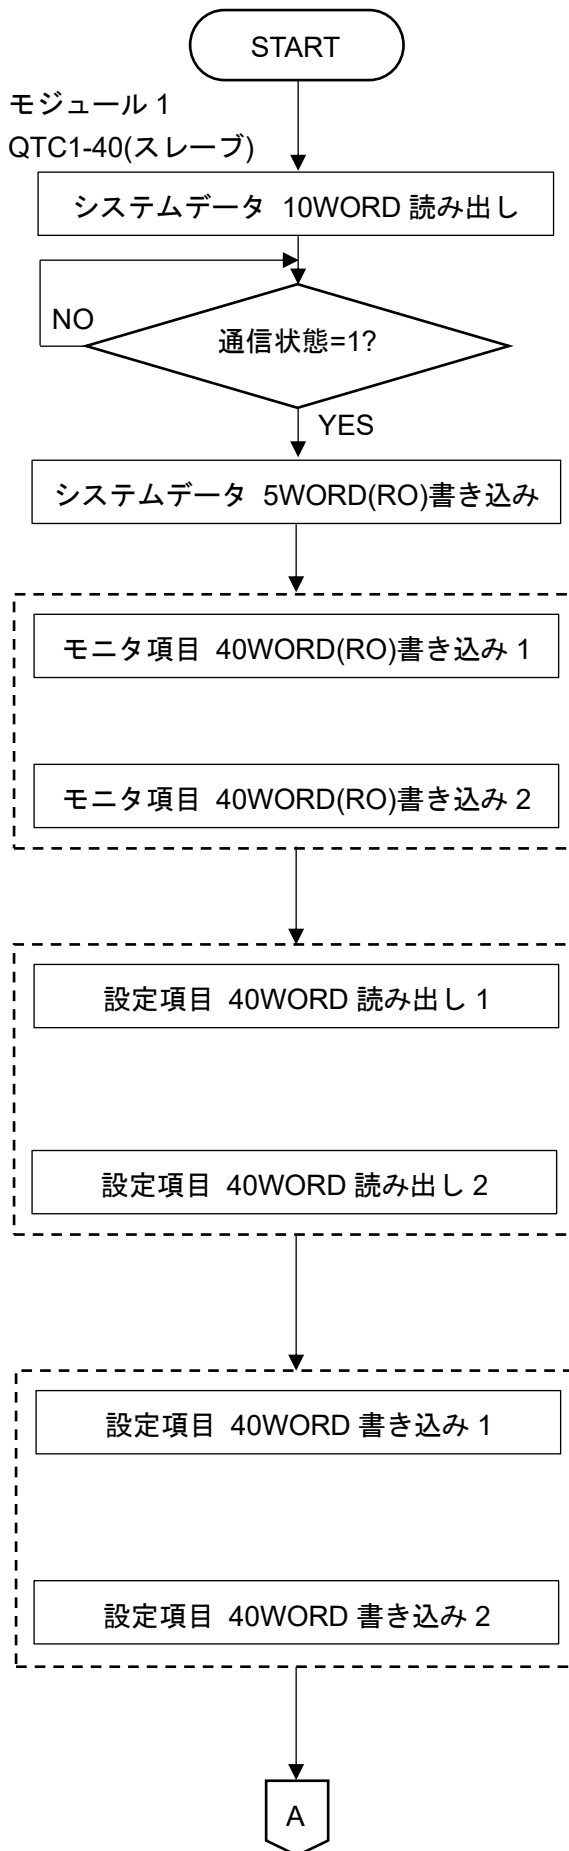 START
モジュール 1
QTC1-40(スレーブ)
システムデータ 10WORD 読み出し
NO
通信状態=1?
YES
システムデータ 5WORD(RO)書き込み
モニタ項目 40WORD(RO)書き込み 1
モニタ項目 40WORD(RO)書き込み 2
設定項目 40WORD 読み出し 1
設定項目 40WORD 読み出し 2
設定項目 40WORD 書き込み 1
設定項目 40WORD 書き込み 2
A